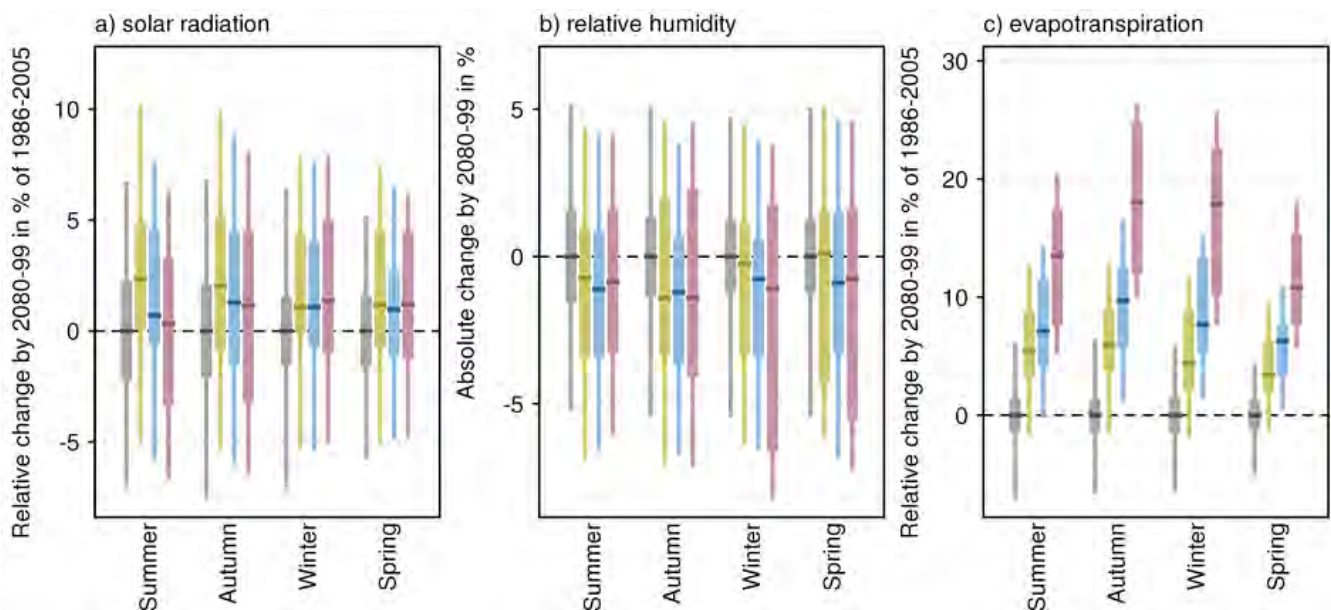 a) solar radiation
Relative change by 2080-99 in % of 1986-2005
10
5
0
-5
Summer
Autumn
Winter
Spring
b) relative humidity
Absolute change by 2080-99 in %
5
0
-5
Summer
Autumn
Winter
Spring
c) evapotranspiration
Relative change by 2080-99 in % of 1986-2005
30
20
10
0
Summer
Autumn
Winter
Spring